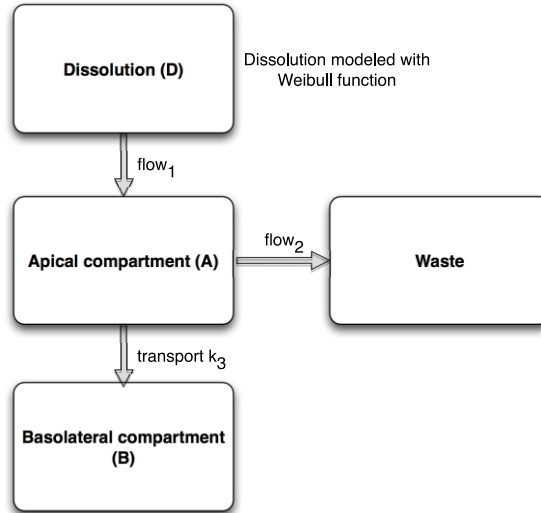 Dissolution (D)
Dissolution modeled with
Weibull function
flow₁
Apical compartment (A)
flow₂
Waste
transport k₃
Basolateral compartment
(B)